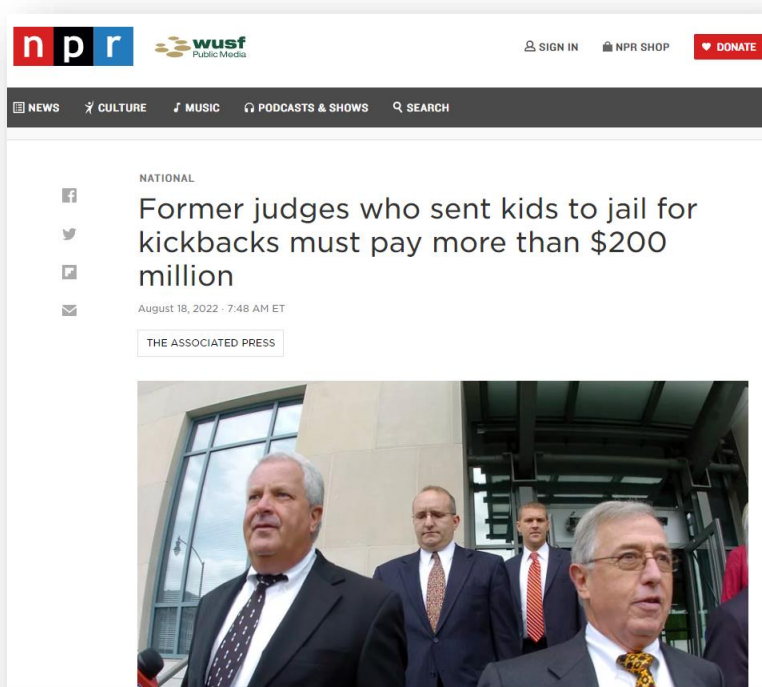 npr wusf
Public Media
SIGN IN NPR SHOP DONATE
NEWS CULTURE MUSIC PODCASTS & SHOWS SEARCH
NATIONAL
Former judges who sent kids to jail for
kickbacks must pay more than $200
million
August 18, 2022 · 7:48 AM ET
THE ASSOCIATED PRESS